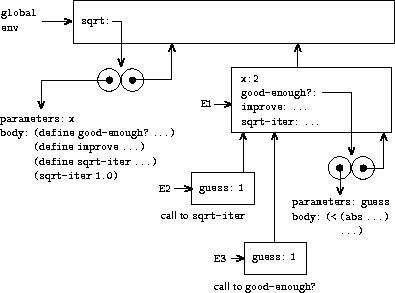 global
env
sqrt:
x:2
good-enough?:
improve: ...
sqrt-iter: ...
E1
parameters: x
body: (define good-enough? ...)
(define improve ...)
(define sqrt-iter ...)
(sqrt-iter 1.0)
E2
guess: 1
call to sqrt-iter
parameters: guess
body: (< (abs ...)
...)
E3
guess: 1
call to good-enough?